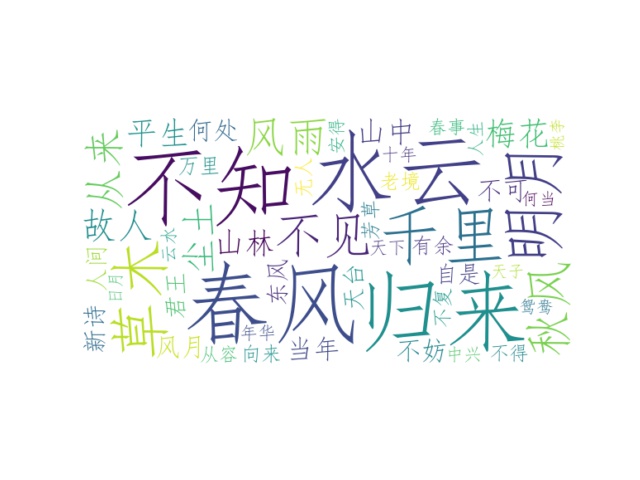 不知
水云
春风
归来
千里
明月
草木
不见
秋风
风雨
故人
从来
尘土
梅花
平生
何处
山中
山林
万里
无人
十年
老境
安得
春事
人生
桃李
不可
何当
芳草
天下
有余
自是
天子
不复
鸳鸯
天台
东风
年华
君王
云水
人间
日月
新诗
风月
从容
向来
当年
不妨
中兴
不得